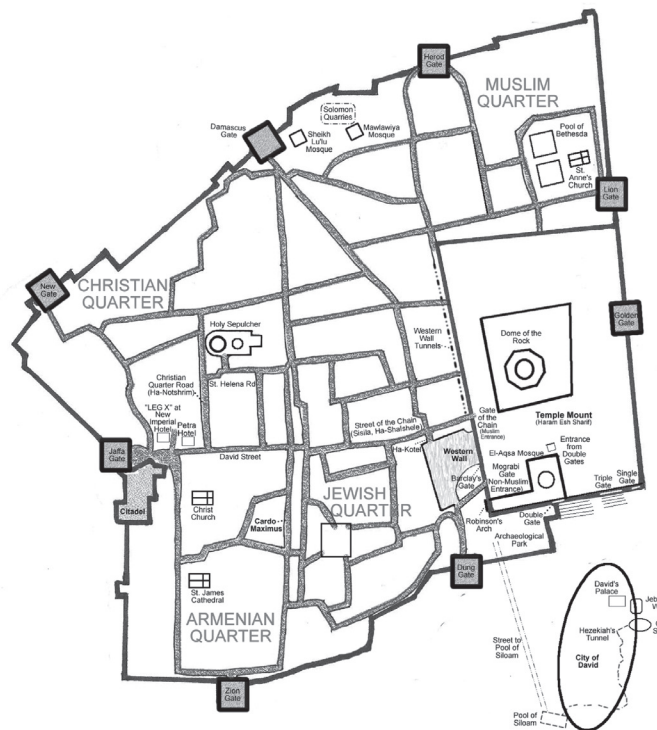 Herod
Gate
MUSLIM
QUARTER
Solomon
Quarries
Damascus
Gate
Sheikh
Lu'lu
Mosque
Mawlawiya
Mosque
Pool of
Bethesda
St.
Anne's
Church
Lion
Gate
New
Gate
CHRISTIAN
QUARTER
Golden
Gate
Holy Sepulcher
Western
Wall
Tunnels
Dome of the
Rock
Christian
Quarter Road
(Ha-Notshrim)
St. Helena Rd
"LEG X" at
New
Imperial
Hotel
Petra
Hotel
Street of the Chain
(Sisila, Ha-Shalshele)
Gate
of the
Chain
(Muslim
Entrance)
Temple Mount
(Haram Esh Sharif)
Jaffa
Gate
David Street
Ha-Kotel
Western
Wall
El-Aqsa Mosque
Entrance
from
Double
Gates
Barclay's
Gate
Mograbi
Gate
Non-Muslim
Entrance)
Triple
Gate
Single
Gate
Citadel
Christ
Church
Cardo
Maximus
JEWISH
QUARTER
Robinson's
Arch
Double
Gate
Archaeological
Park
Dung
Gate
St. James
Cathedral
ARMENIAN
QUARTER
Zion
Gate
David's
Palace
Jeb
W
Hezekiah's
Tunnel
City of
David
Street to
Pool of
Siloam
Pool of
Siloam